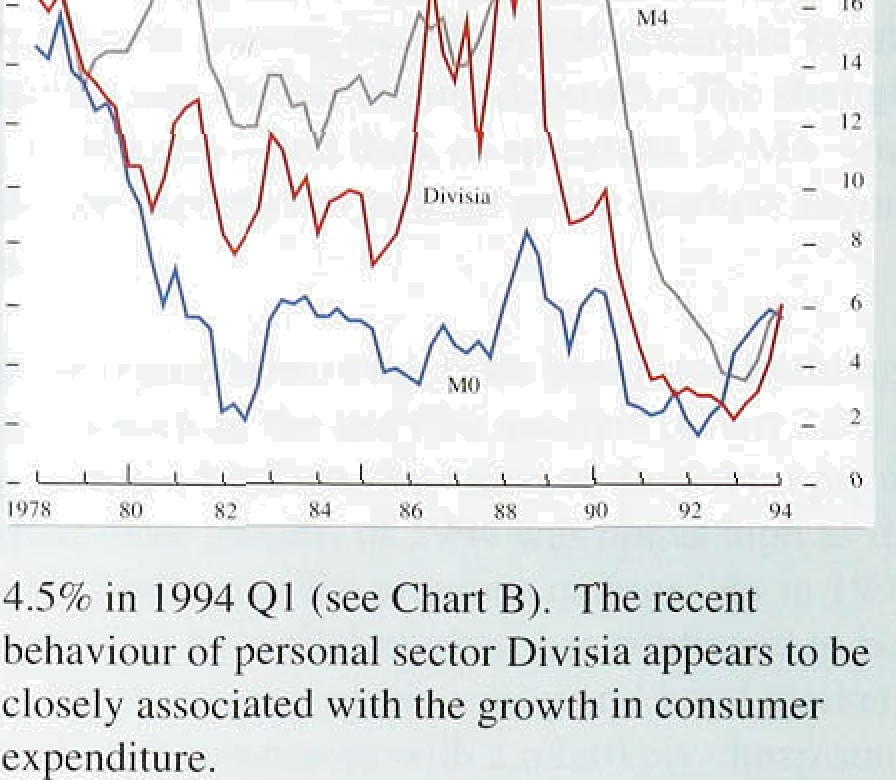 16
M4
14
12
10
Divisia
8
6
4
M0
2
0
1978 80 82 84 86 88 90 92 94
4.5% in 1994 Q1 (see Chart B). The recent
behaviour of personal sector Divisia appears to be
closely associated with the growth in consumer
expenditure.